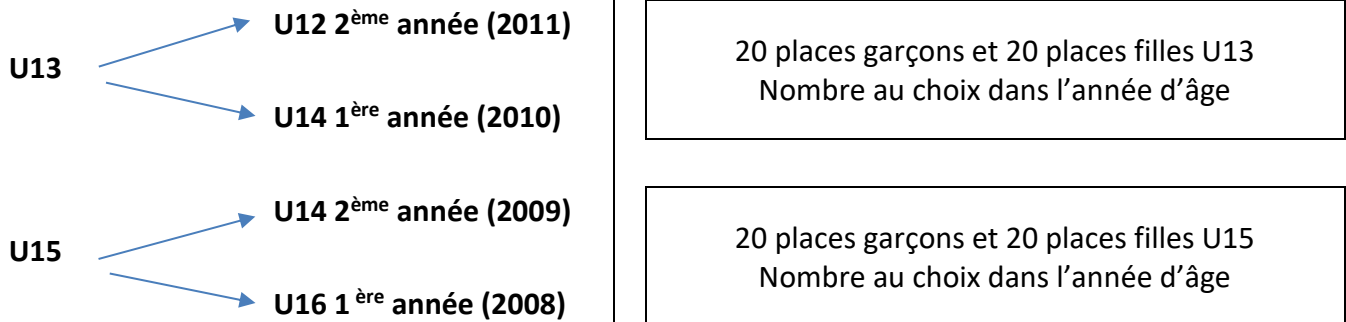 U13
U12 2ème année (2011)
U14 1ère année (2010)
20 places garçons et 20 places filles U13
Nombre au choix dans l’année d’âge
U15
U14 2ème année (2009)
U16 1 ère année (2008)
20 places garçons et 20 places filles U15
Nombre au choix dans l’année d’âge